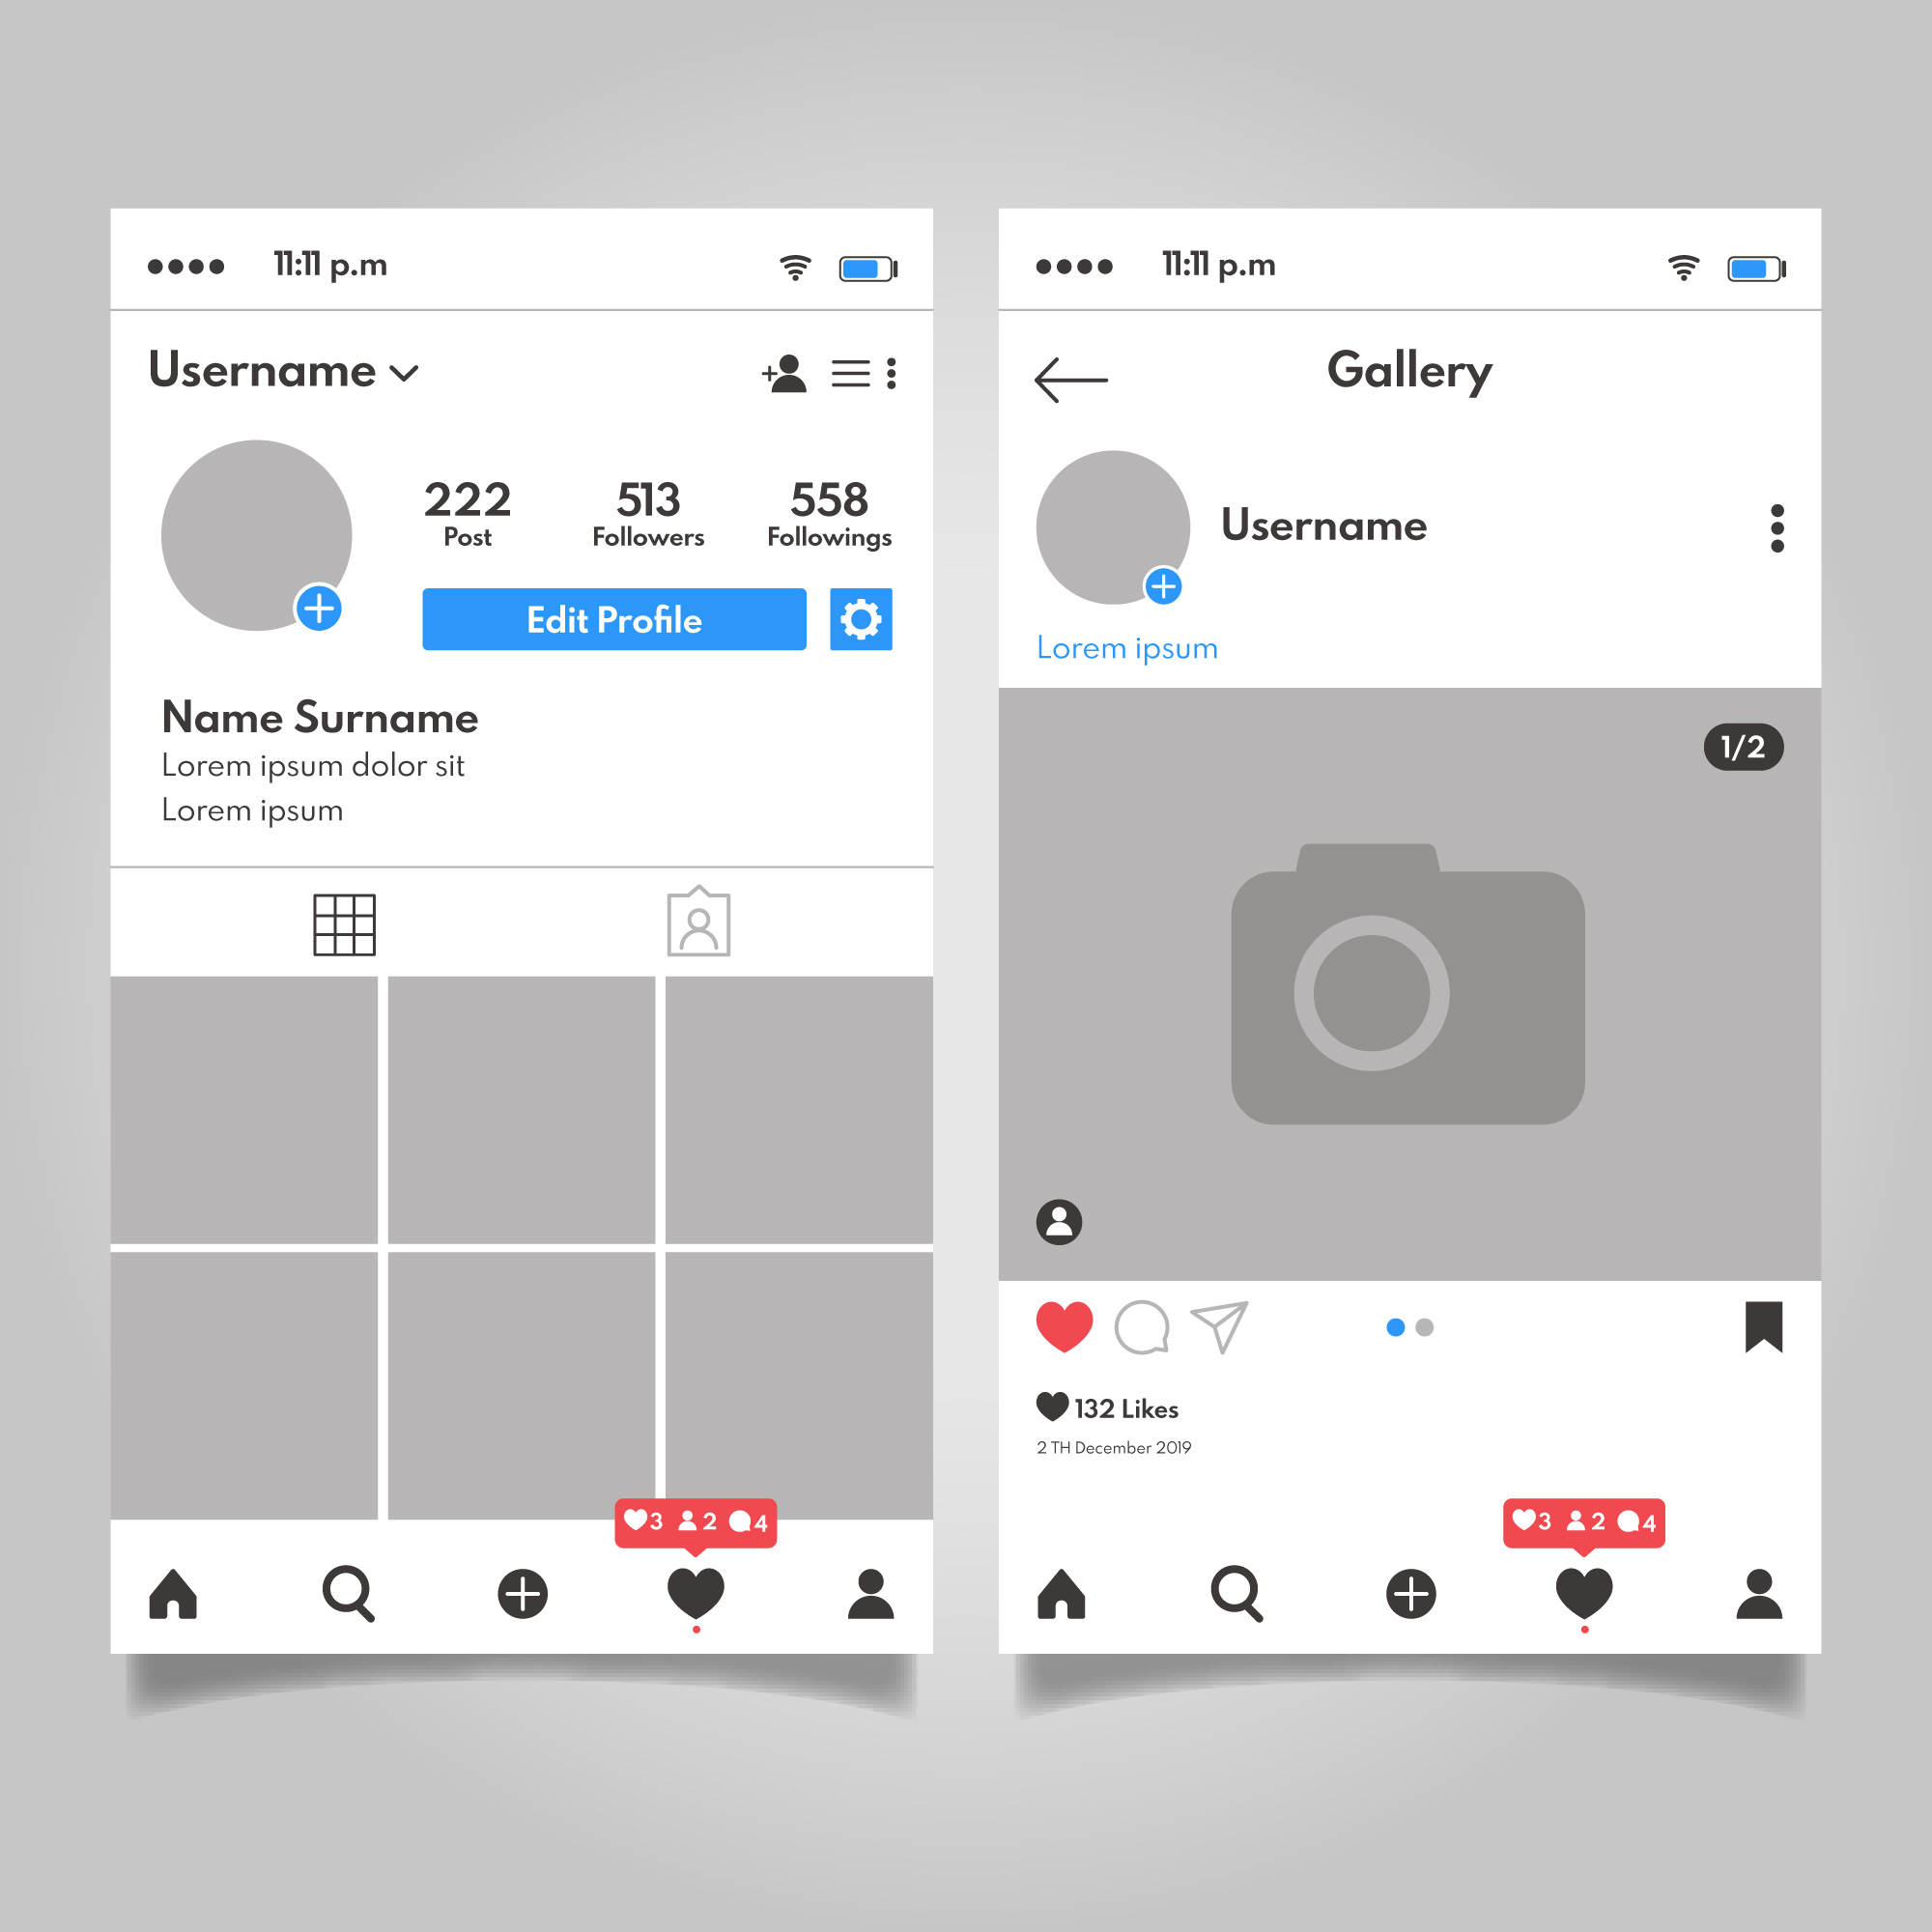 11:11 p.m
Username
222 513 558
Post Followers Followings
Edit Profile
Name Surname
Lorem ipsum dolor sit
Lorem ipsum
3 2 4
11:11 p.m
Gallery
Username
Lorem ipsum
1/2
132 Likes
2 TH December 2019
3 2 4